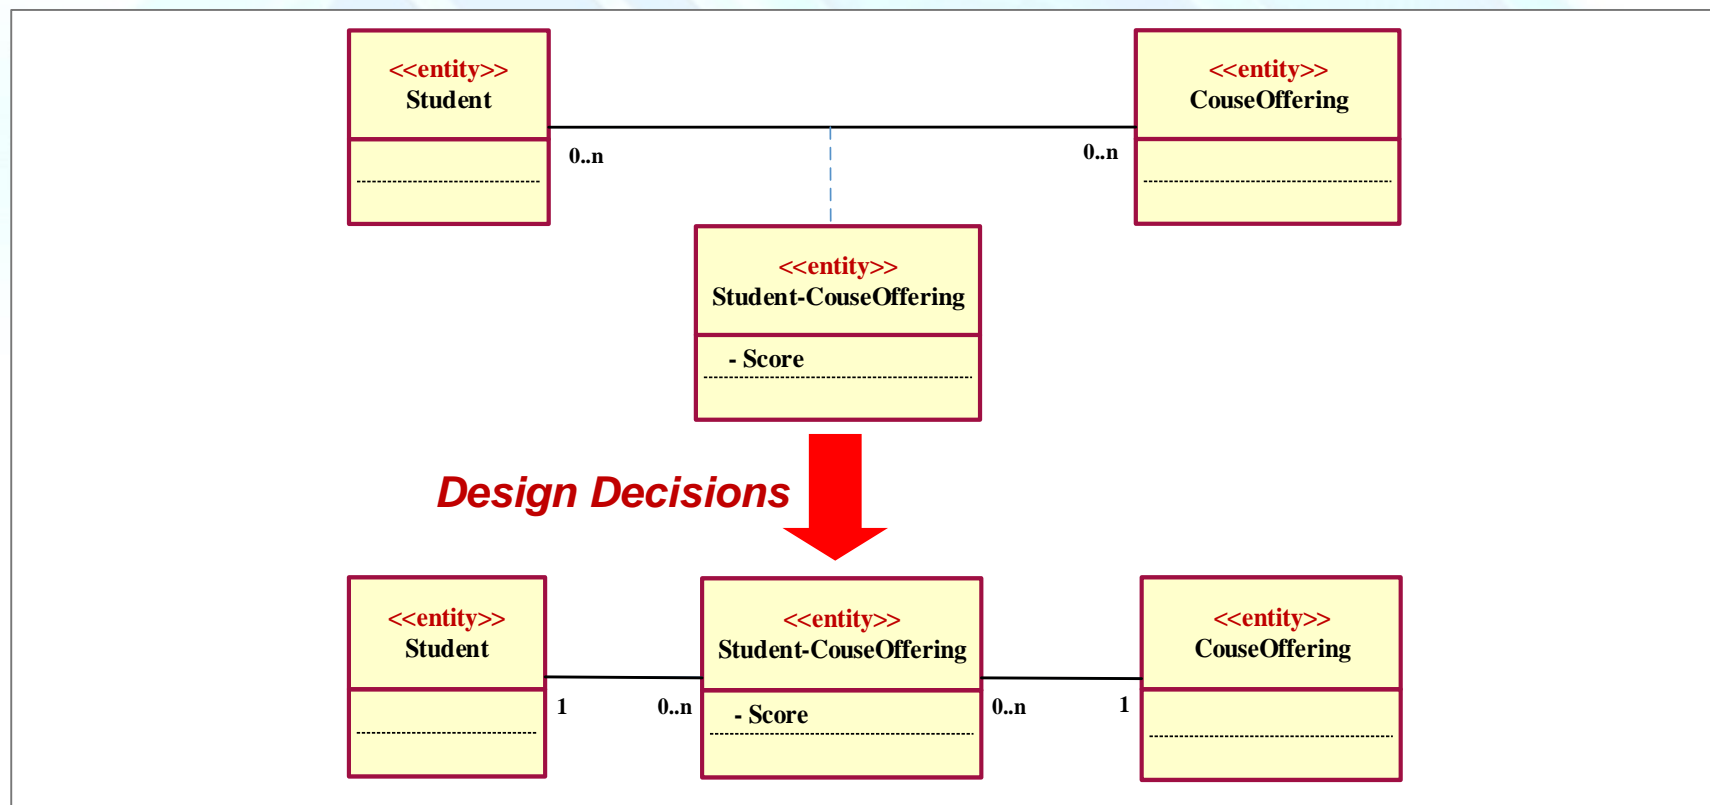 <<entity>>
Student
<<entity>>
CouseOffering
0..n
0..n
<<entity>>
Student-CouseOffering
- Score
Design Decisions
<<entity>>
Student
<<entity>>
Student-CouseOffering
<<entity>>
CouseOffering
1
0..n
- Score
0..n
1